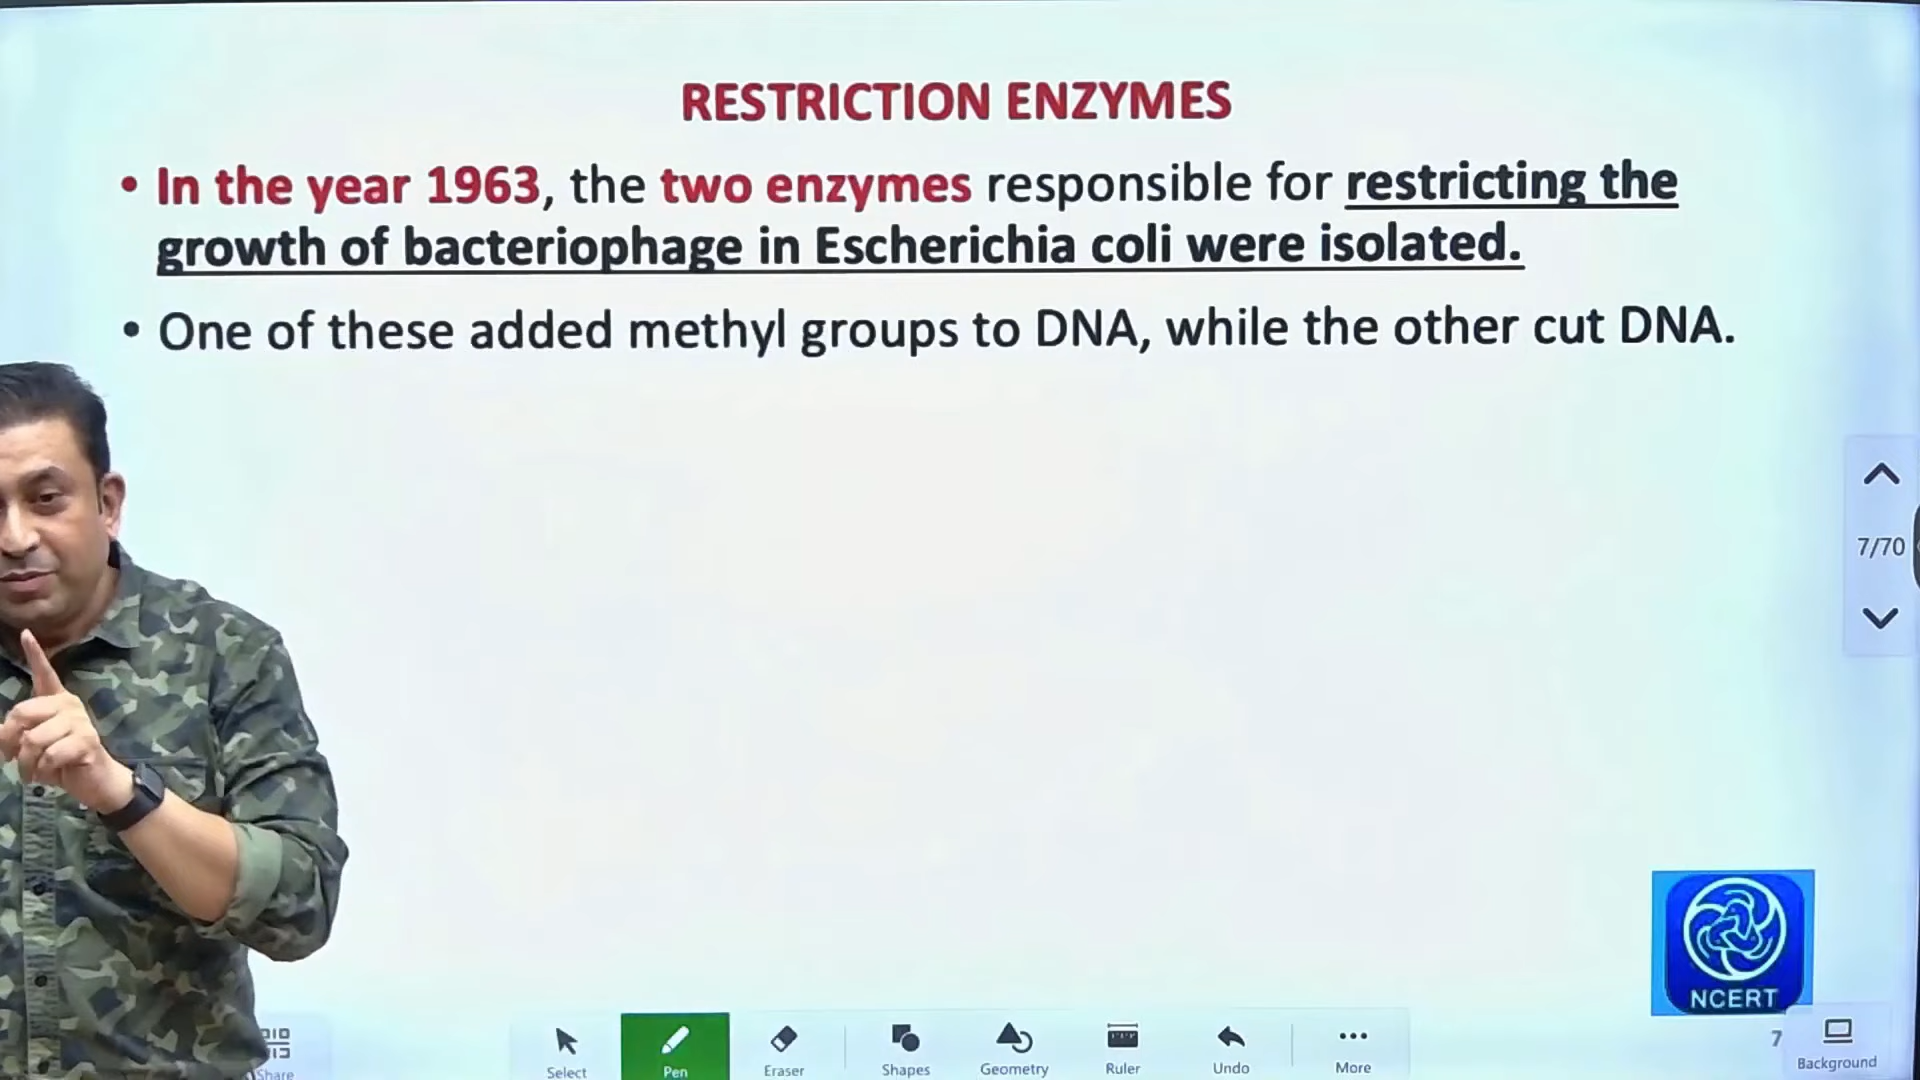 RESTRICTION ENZYMES
• In the year 1963, the two enzymes responsible for restricting the
growth of bacteriophage in Escherichia coli were isolated.
• One of these added methyl groups to DNA, while the other cut DNA.
7/70
NCERT
7
Share
Select
Pen
Eraser
Shapes
Geometry
Ruler
Undo
More
Background